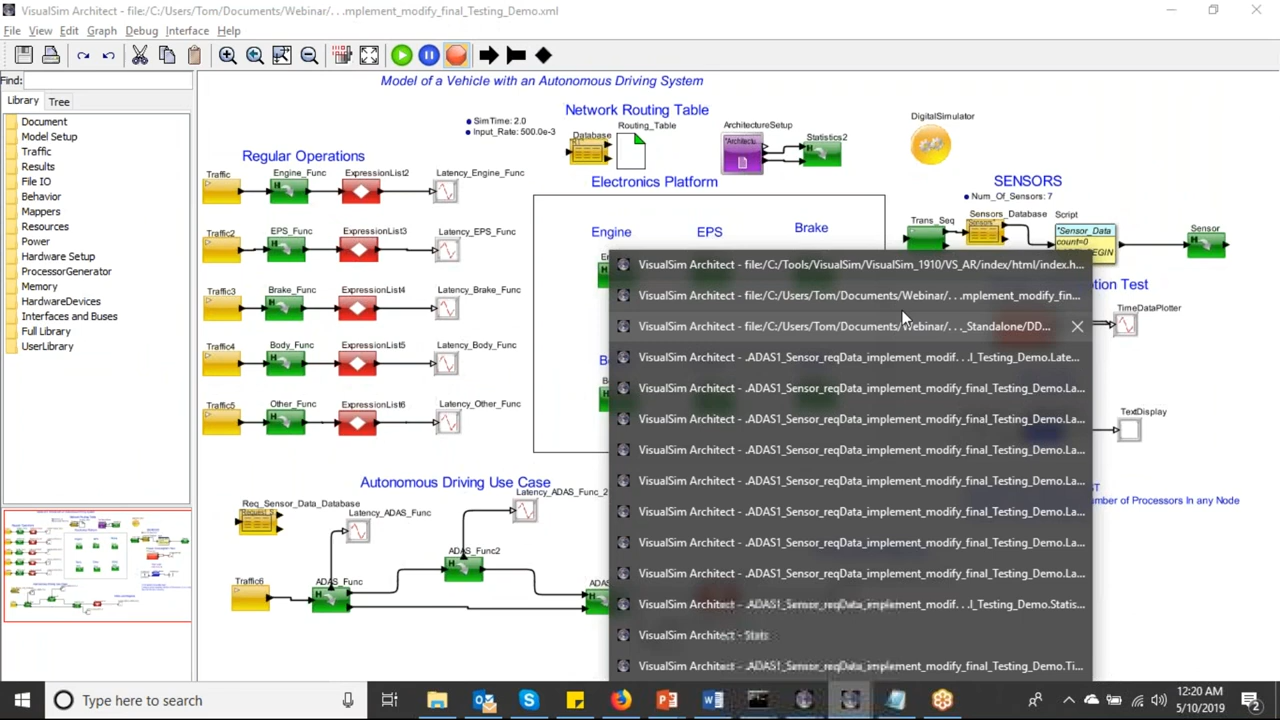 VisualSim Architect - file:/C:/Users/Tom/Documents/Webinar/. . .mplement_modify_final_Testing_Demo.xml
File View Edit Graph Debug Interface Help
Find:
Library Tree
Document
Model Setup
Traffic
Results
File IO
Behavior
Mappers
Resources
Power
Hardware Setup
ProcessorGenerator
Memory
HardwareDevices
Interfaces and Buses
Full Library
UserLibrary
Model of a Vehicle with an Autonomous Driving System
Network Routing Table
SimTime: 2.0
Input_Rate: 500.0e-3
Database
Routing_Table
ArchitectureSetup
Statistics2
DigitalSimulator
Regular Operations
Electronics Platform
SENSORS
Num_Of_Sensors: 7
Traffic Engine_Func ExpressionList2 Latency_Engine_Func
Traffic2 EPS_Func ExpressionList3 Latency_EPS_Func
Traffic3 Brake_Func ExpressionList4 Latency_Brake_Func
Traffic4 Body_Func ExpressionList5 Latency_Body_Func
Traffic5 Other_Func ExpressionList6 Latency_Other_Func
Engine EPS Brake
Trans_Seq Sensors_Database Script Sensor
"Sensor_Data
count=0
BEGIN
ption Test
TimeDataPlotter
TextDisplay
ST
umber of Processors In any Node
Autonomous Driving Use Case
Req_Sensor_Data_Database
Latency_ADAS_Func
Latency_ADAS_Func_2
ADAS_Func2
Traffic6 ADAS_Func ADAS
VisualSim Architect - file:/C:/Tools/VisualSim/VisualSim_1910/VS_AR/index/html/index.h...
VisualSim Architect - file:/C:/Users/Tom/Documents/Webinar/. . .mplement_modify_fin...
VisualSim Architect - file:/C:/Users/Tom/Documents/Webinar/. . ._Standalone/DD...
VisualSim Architect - .ADAS1_Sensor_reqData_implement_modif. . .l_Testing_Demo.Late...
VisualSim Architect - .ADAS1_Sensor_reqData_implement_modify_final_Testing_Demo.La...
VisualSim Architect - .ADAS1_Sensor_reqData_implement_modify_final_Testing_Demo.La...
VisualSim Architect - .ADAS1_Sensor_reqData_implement_modify_final_Testing_Demo.La...
VisualSim Architect - .ADAS1_Sensor_reqData_implement_modify_final_Testing_Demo.La...
VisualSim Architect - .ADAS1_Sensor_reqData_implement_modify_final_Testing_Demo.La...
VisualSim Architect - .ADAS1_Sensor_reqData_implement_modify_final_Testing_Demo.La...
VisualSim Architect - .ADAS1_Sensor_reqData_implement_modify_final_Testing_Demo.La...
VisualSim Architect - .ADAS1_Sensor_reqData_implement_modif. . .l_Testing_Demo.Statis...
VisualSim Architect - Stats
VisualSim Architect - .ADAS1_Sensor_reqData_implement_modify_final_Testing_Demo.Ti...
Type here to search
12:20 AM
5/10/2019
2